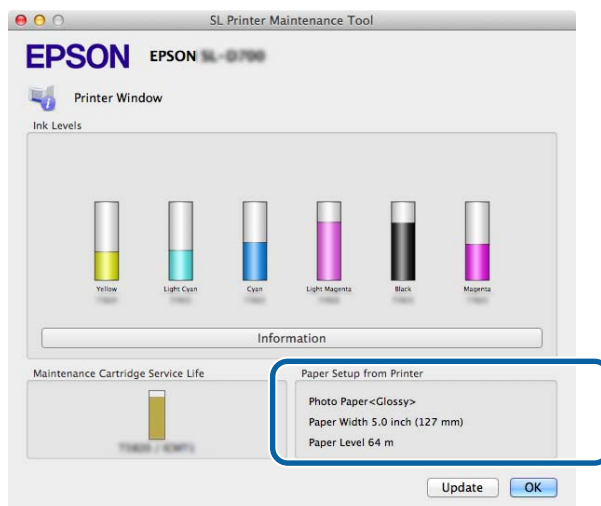 SL Printer Maintenance Tool
EPSON EPSON
Printer Window
Ink Levels
Yellow Light Cyan Cyan Light Magenta Black Magenta
Information
Maintenance Cartridge Service Life
Paper Setup from Printer
Photo Paper<Glossy>
Paper Width 5.0 inch (127 mm)
Paper Level 64 m
Update OK